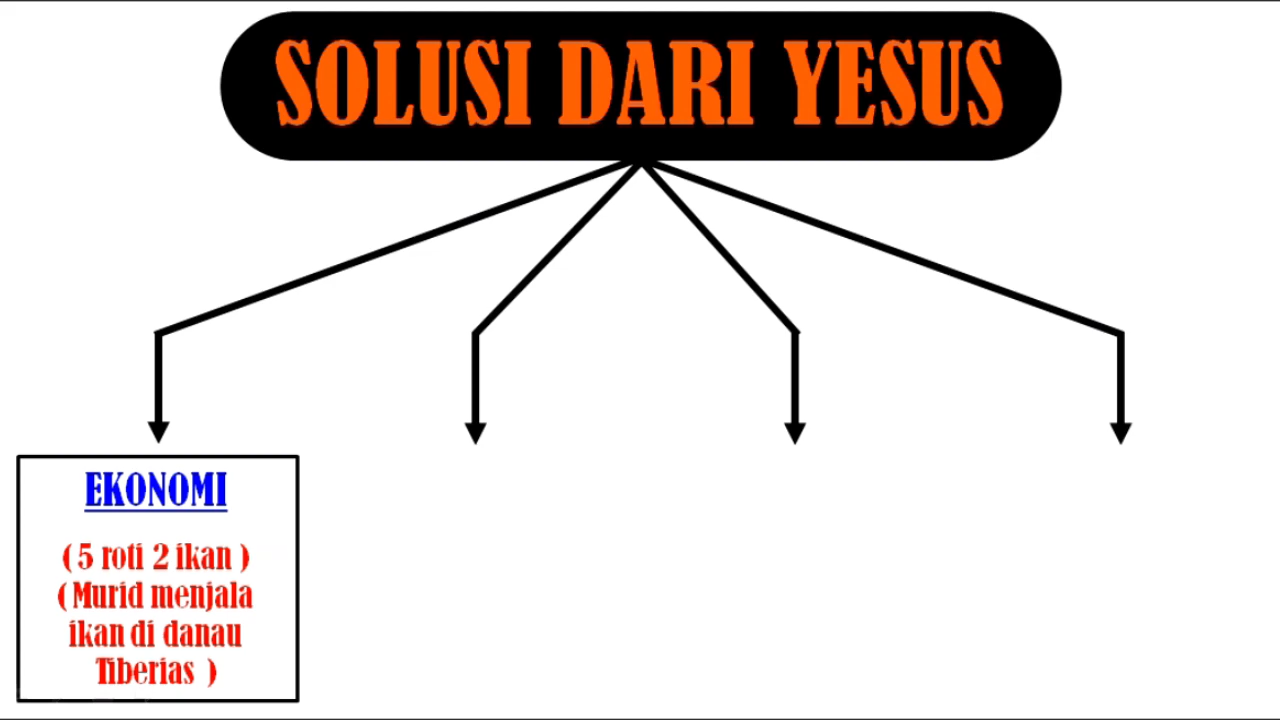 SOLUSI DARI YESUS
EKONOMI
( 5 roti 2 ikan )
( Murid menjala
ikan di danau
Tiberias )